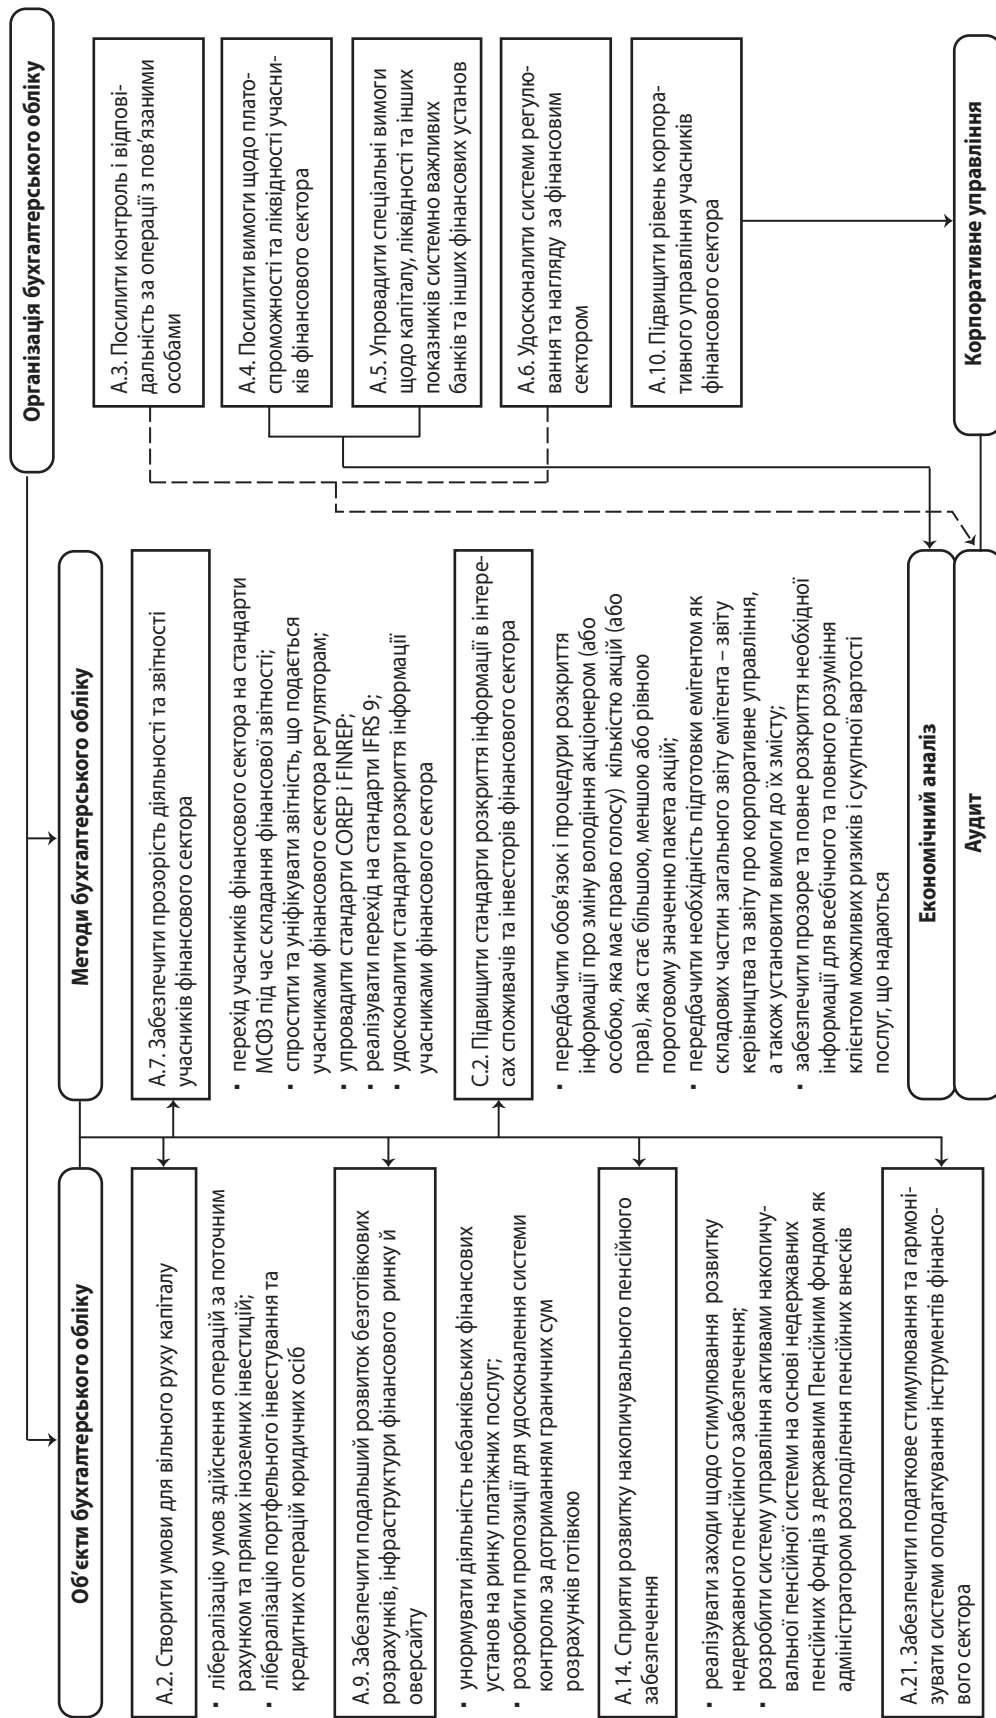 Об'єкти бухгалтерського обліку
А.2. Створити умови для вільного руху капіталу
▪ лібералізацію умов здійснення операцій за поточним
рахунком та прямих іноземних інвестицій;
▪ лібералізацію портфельного інвестування та
кредитних операцій юридичних осіб
А.9. Забезпечити подальший розвиток безготівкових
розрахунків, інфраструктури фінансового ринку й
оверсайту
▪ унормувати діяльність небанківських фінансових
установ на ринку платіжних послуг;
▪ розробити пропозиції для удосконалення системи
контролю за дотриманням граничних сум
розрахунків готівкою
А.14. Сприяти розвитку накопичувального пенсійного
забезпечення
▪ реалізувати заходи щодо стимулювання розвитку
недержавного пенсійного забезпечення;
▪ розробити систему управління активами накопичу-
вальної пенсійної системи на основі недержавних
пенсійних фондів з державним Пенсійним фондом як
адміністратором розподілення пенсійних внесків
А.21. Забезпечити податкове стимулювання та гармоні-
зувати системи оподаткування інструментів фінансо-
вого сектора
Методи бухгалтерського обліку
А.7. Забезпечити прозорість діяльності та звітності
учасників фінансового сектора
▪ перехід учасників фінансового сектора на стандарти
МСФЗ під час складання фінансової звітності;
▪ спростити та уніфікувати звітність, що подається
учасниками фінансового сектора регуляторам;
▪ упровадити стандарти COREP і FINREP;
▪ реалізувати перехід на стандарти IFRS 9;
▪ удосконалити стандарти розкриття інформації
учасниками фінансового сектора
С.2. Підвищити стандарти розкриття інформації в інтере-
сах споживачів та інвесторів фінансового сектора
▪ передбачити обов'язок і процедури розкриття
інформації про зміну володіння акціонером (або
особою, яка має право голосу) кількістю акцій (або
прав), яка стає більшою, меншою або рівною
пороговому значенню пакета акцій;
▪ передбачити необхідність підготовки емітентом як
складових частин загального звіту емітента – звіту
керівництва та звіту про корпоративне управління,
а також установити вимоги до їх змісту;
▪ забезпечити прозоре та повне розкриття необхідної
інформації для всебічного та повного розуміння
клієнтом можливих ризиків і сукупної вартості
послуг, що надаються
Економічний аналіз
Аудит
Організація бухгалтерського обліку
А.3. Посилити контроль і відпові-
дальність за операції з пов'язаними
особами
А.4. Посилити вимоги щодо плато-
спроможності та ліквідності учасни-
ків фінансового сектора
А.5. Упровадити спеціальні вимоги
щодо капіталу, ліквідності та інших
показників системно важливих
банків та інших фінансових установ
А.6. Удосконалити системи регулю-
вання та нагляду за фінансовим
сектором
А.10. Підвищити рівень корпора-
тивного управління учасників
фінансового сектора
Корпоративне управління